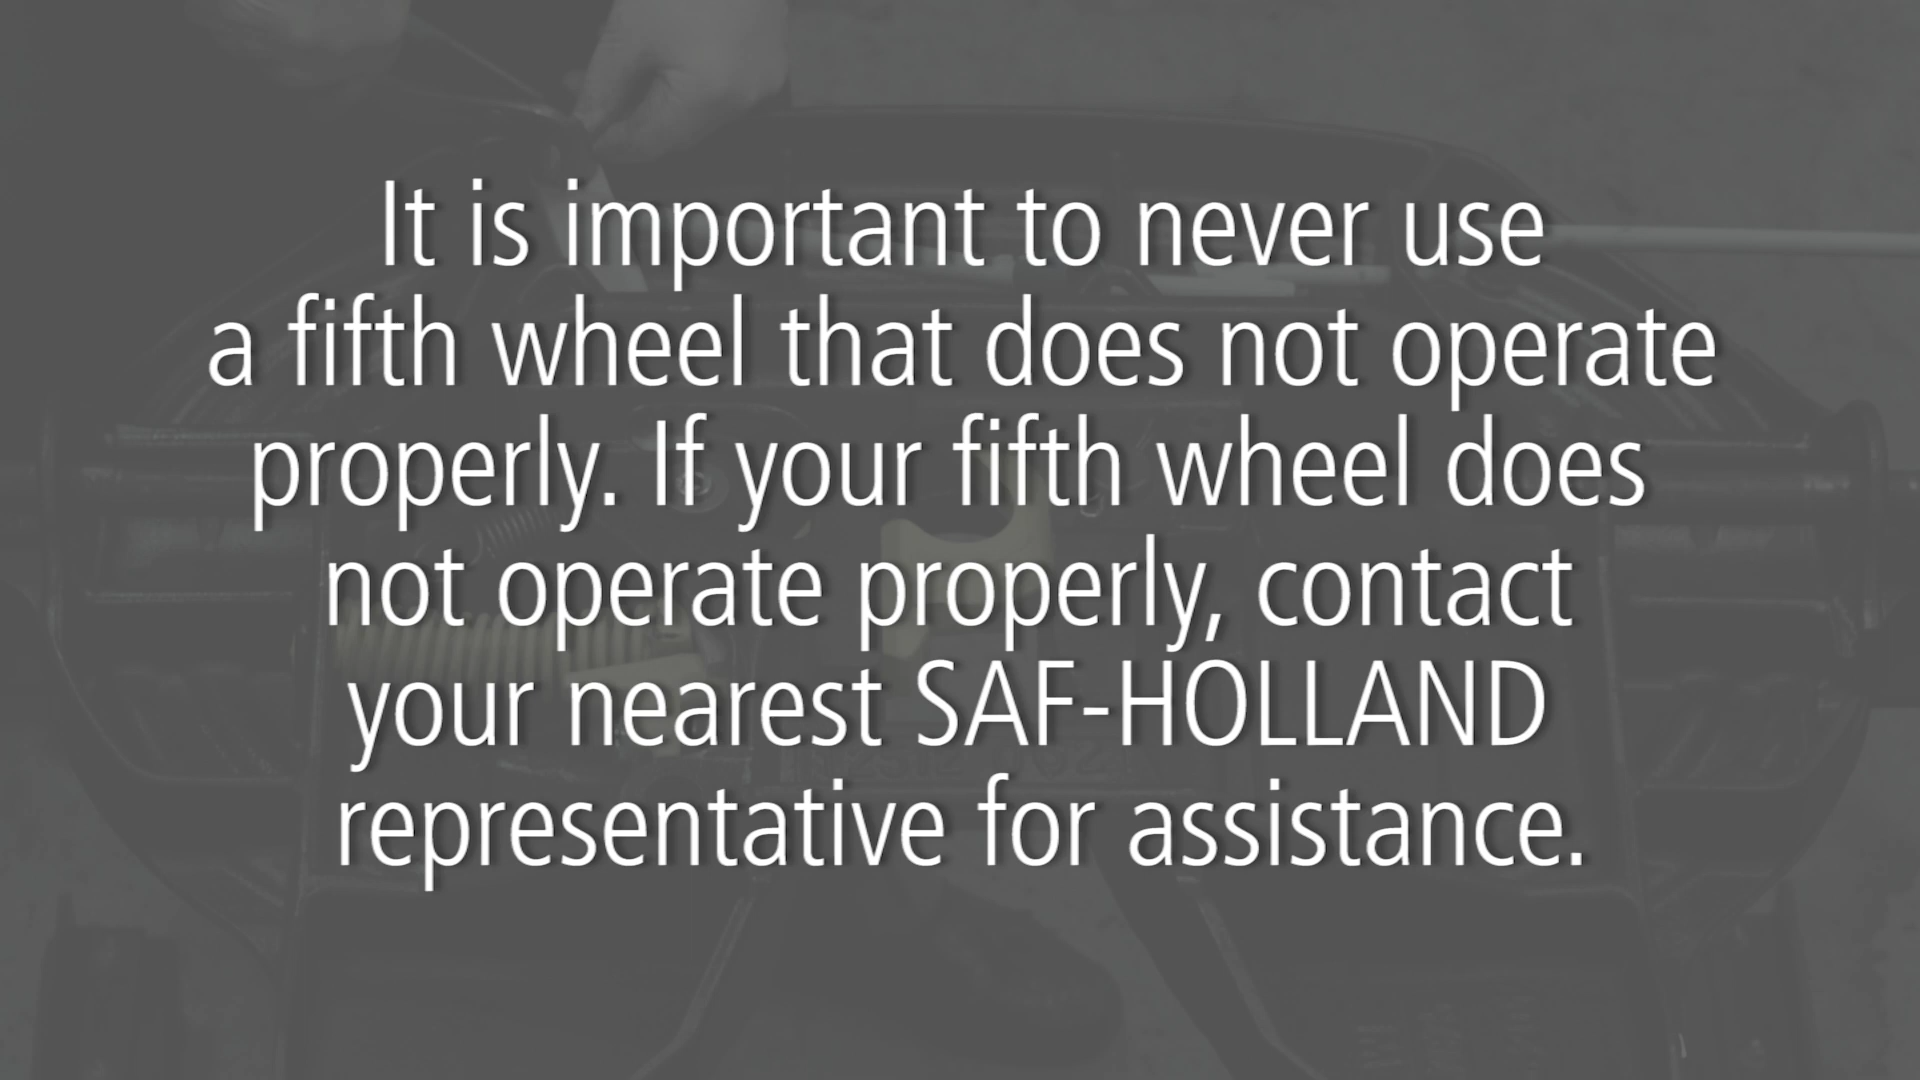 It is important to never use
a fifth wheel that does not operate
properly. If your fifth wheel does
not operate properly, contact
your nearest SAF-HOLLAND
representative for assistance.